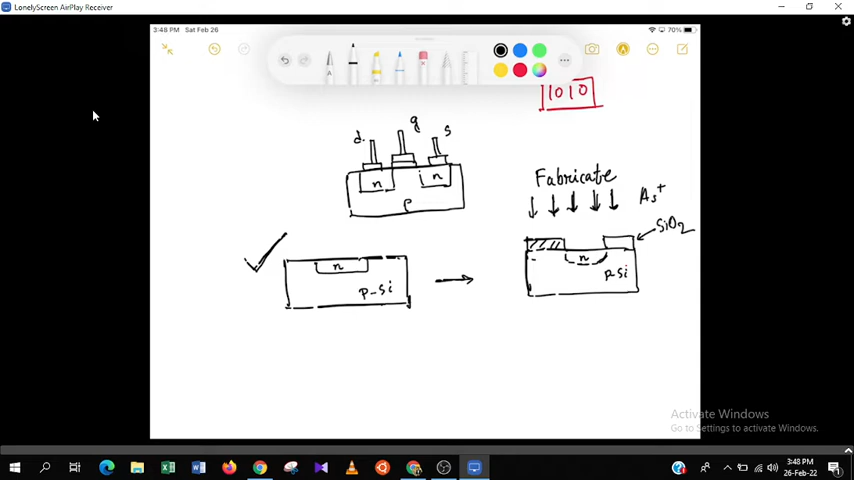 LonelyScreen AirPlay Receiver
3:48 PM Sat Feb 26
70%
A
1010
d g s
n n
p
Fabricate
As+
SiO2
n
p-Si
n
p-Si
Activate Windows
Go to Settings to activate Windows.
3:48 PM
26-Feb-22